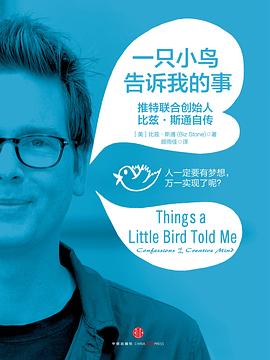 一只小鸟
告诉我的事
推特联合创始人
比兹·斯通自传
［美］比兹·斯通 (Biz Stone) ◎著
顾雨佳◎译
人一定要有梦想，
万一实现了呢？
Things a
Little Bird Told Me
Confessions of Creative Mind
中信出版社·CHINA CITIC PRESS